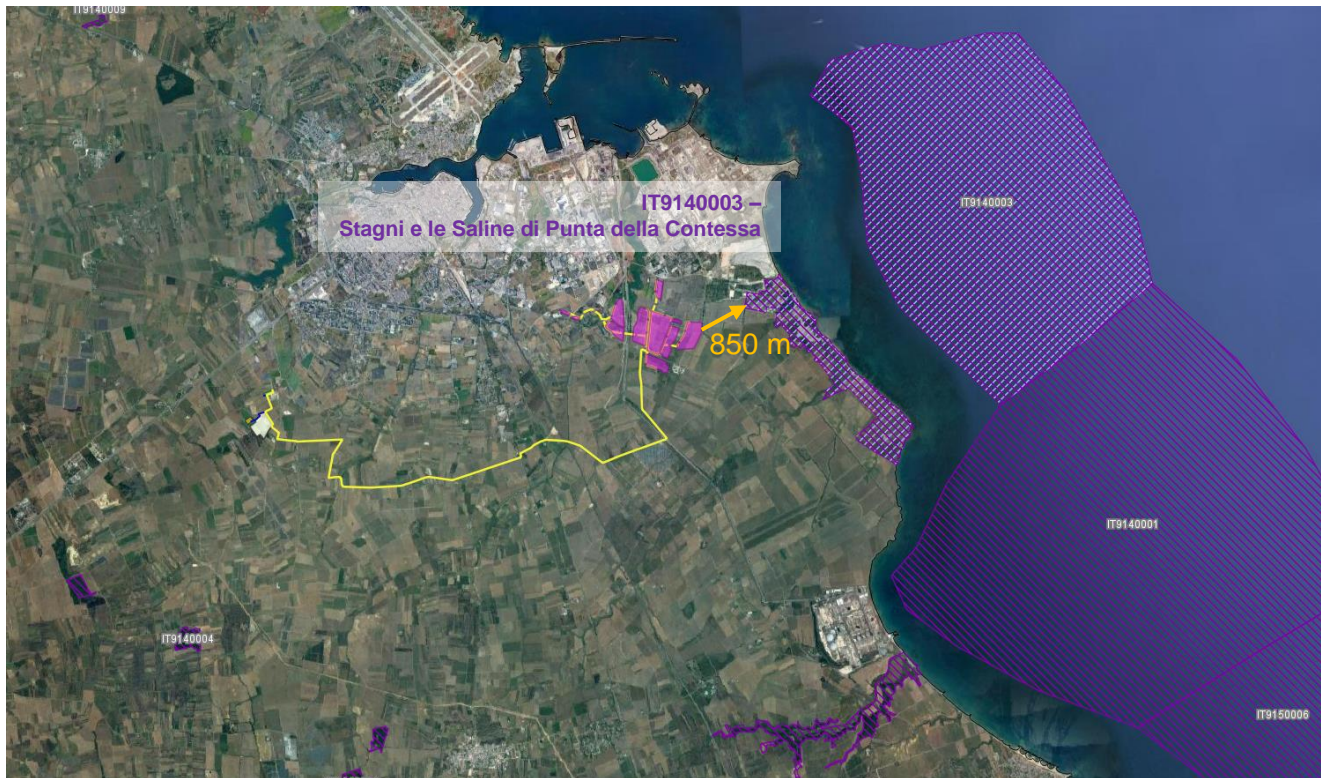 IT9140009
IT9140003
IT9140003 –
Stagni e le Saline di Punta della Contessa
850 m
IT9140001
IT9140004
IT9150006